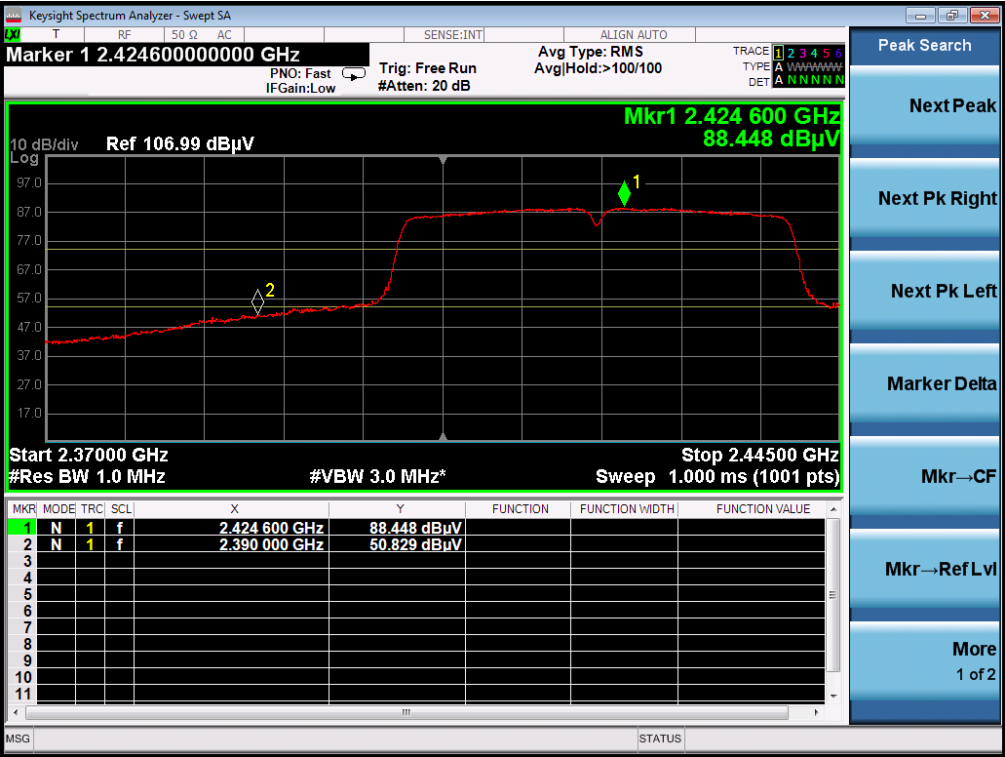 Keysight Spectrum Analyzer - Swept SA
LXI T RF 50 Ω AC SENSE:INT ALIGN AUTO
Marker 1 2.424600000000 GHz
PNO: Fast
IFGain:Low
Trig: Free Run
#Atten: 20 dB
Avg Type: RMS
Avg|Hold:>100/100
TRACE 1 2 3 4 5 6
TYPE A WWWWW
DET A N N N N N
Mkr1 2.424 600 GHz
88.448 dBµV
10 dB/div Ref 106.99 dBµV
Log
97.0
87.0
77.0
67.0
57.0
47.0
37.0
27.0
17.0
1
2
Start 2.37000 GHz Stop 2.44500 GHz
#Res BW 1.0 MHz #VBW 3.0 MHz* Sweep 1.000 ms (1001 pts)
MKR MODE TRC SCL X Y FUNCTION FUNCTION WIDTH FUNCTION VALUE
1 N 1 f 2.424 600 GHz 88.448 dBµV
2 N 1 f 2.390 000 GHz 50.829 dBµV
3
4
5
6
7
8
9
10
11
MSG STATUS
Peak Search
Next Peak
Next Pk Right
Next Pk Left
Marker Delta
Mkr→CF
Mkr→Ref Lvl
More
1 of 2